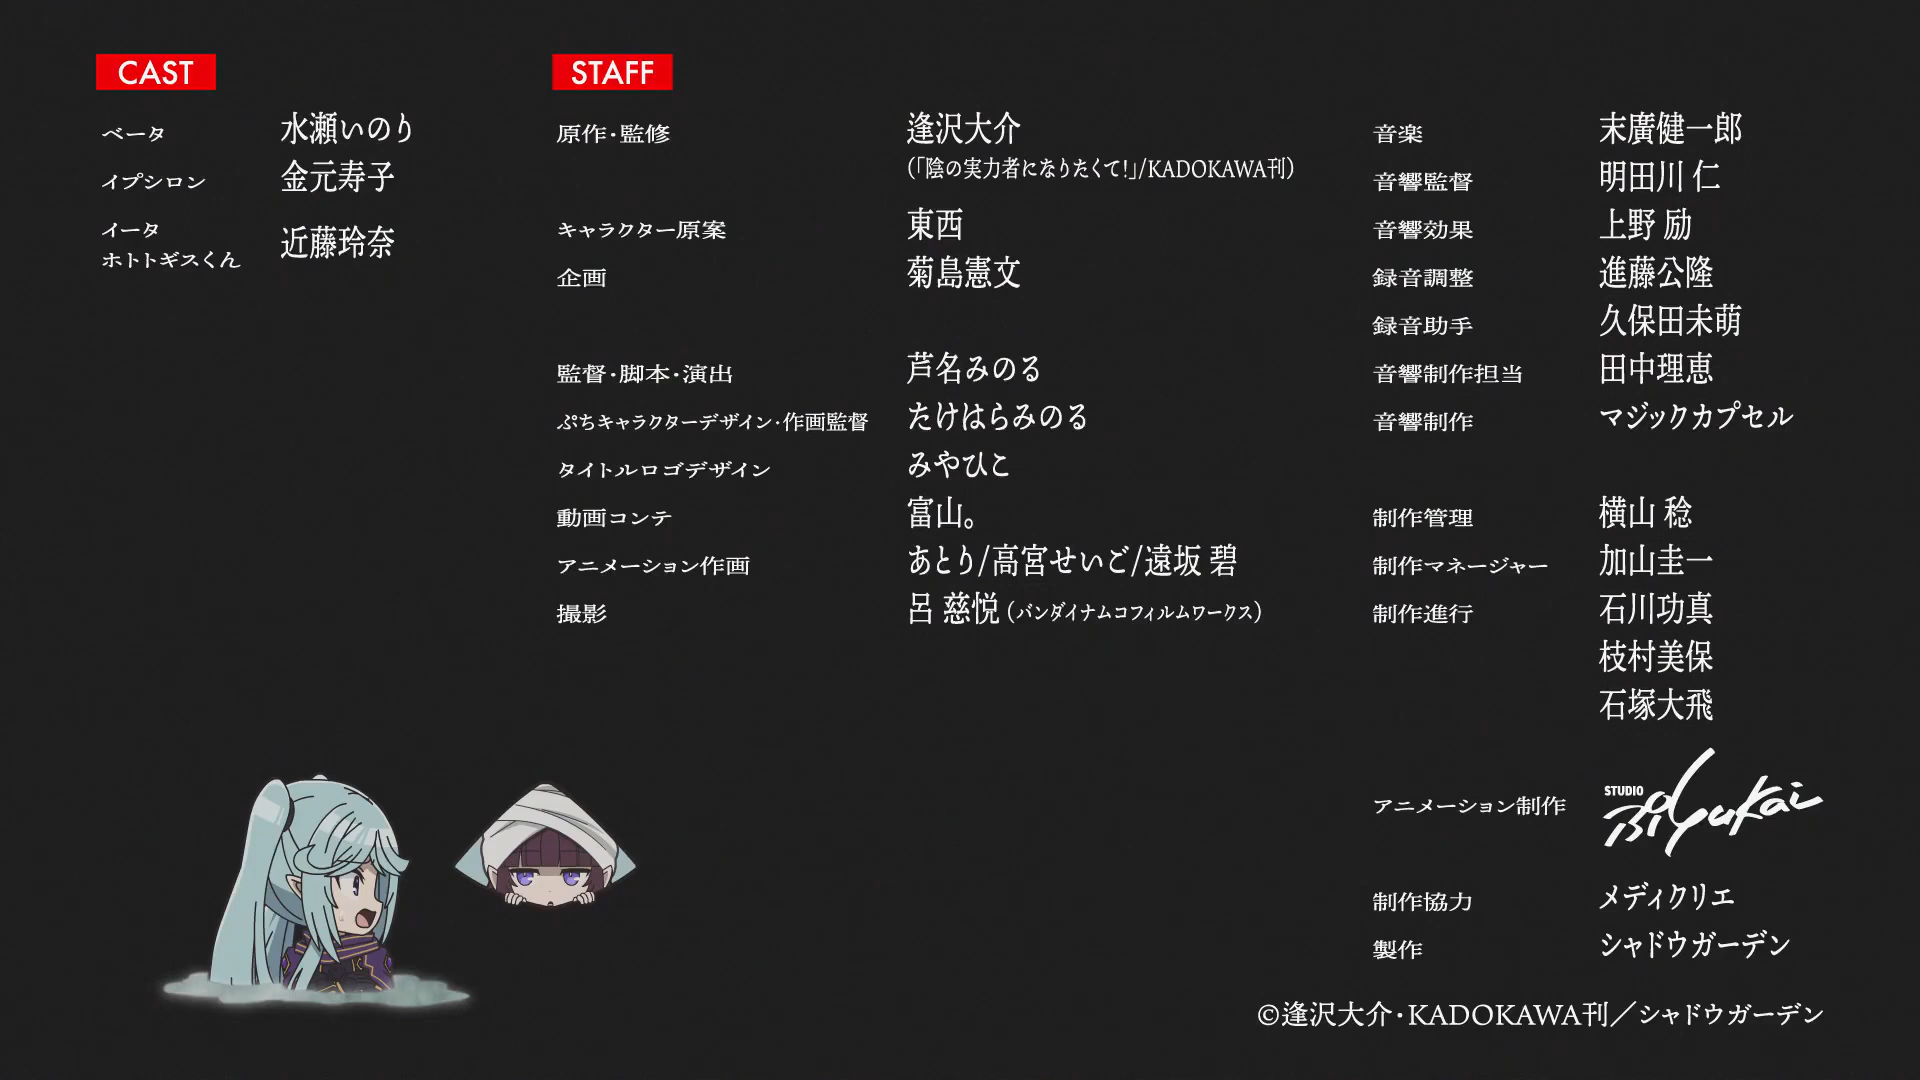 CAST
ベータ 水瀬いのり
イプシロン 金元寿子
イータ
ホトトギスくん 近藤玲奈
STAFF
原作・監修 逢沢大介
(「陰の実力者になりたくて!」/KADOKAWA刊)
キャラクター原案 東西
企画 菊島憲文
監督・脚本・演出 芦名みのる
ぷちキャラクターデザイン・作画監督 たけはらみのる
タイトルロゴデザイン みやひこ
動画コンテ 富山。
アニメーション作画 あとり/高宮せいご/遠坂 碧
撮影 呂 慈悦(バンダイナムコフィルムワークス)
音楽 末廣健一郎
音響監督 明田川 仁
音響効果 上野 励
録音調整 進藤公隆
録音助手 久保田未萌
音響制作担当 田中理恵
音響制作 マジックカプセル
制作管理 横山 稔
制作マネージャー 加山圭一
制作進行 石川功真
枝村美保
石塚大飛
アニメーション制作 STUDIO
制作協力 メディクリエ
製作 シャドウガーデン
©逢沢大介・KADOKAWA刊／シャドウガーデン